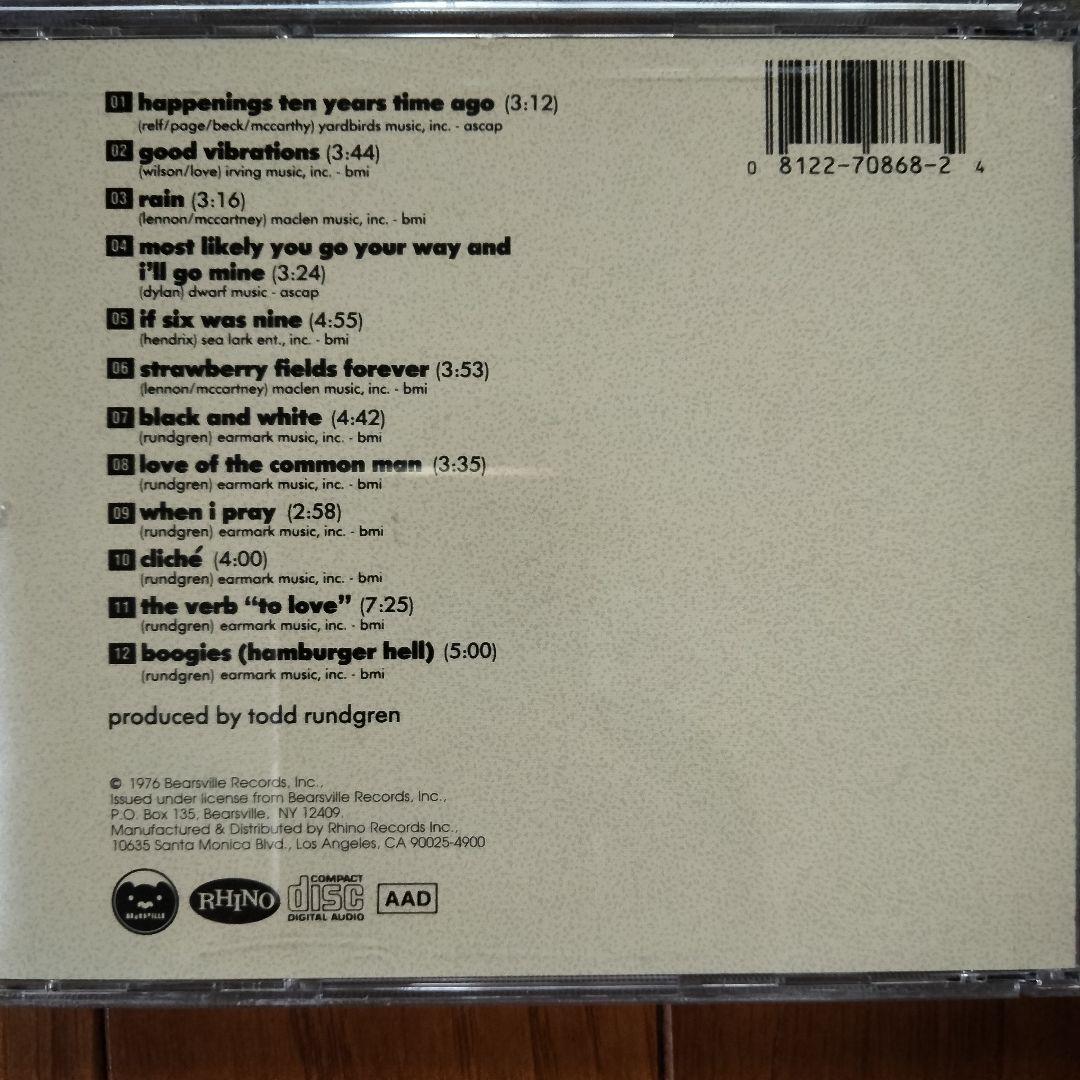 01 happenings ten years time ago (3:12)
(relf/page/beck/mccarthy) yardbirds music, inc. - ascap
02 good vibrations (3:44)
(wilson/love) irving music, inc. - bmi
03 rain (3:16)
(lennon/mccartney) maclen music, inc. - bmi
04 most likely you go your way and
i'll go mine (3:24)
(dylan) dwarf music - ascap
05 if six was nine (4:55)
(hendrix) sea lark ent., inc. - bmi
06 strawberry fields forever (3:53)
(lennon/mccartney) maclen music, inc. - bmi
07 black and white (4:42)
(rundgren) earmark music, inc. - bmi
08 love of the common man (3:35)
(rundgren) earmark music, inc. - bmi
09 when i pray (2:58)
(rundgren) earmark music, inc. - bmi
10 cliché (4:00)
(rundgren) earmark music, inc. - bmi
11 the verb “to love” (7:25)
(rundgren) earmark music, inc. - bmi
12 boogies (hamburger hell) (5:00)
(rundgren) earmark music, inc. - bmi
produced by todd rundgren
© 1976 Bearsville Records, Inc.,
Issued under license from Bearsville Records, Inc.,
P.O. Box 135, Bearsville, NY 12409.
Manufactured & Distributed by Rhino Records Inc.,
10635 Santa Monica Blvd., Los Angeles, CA 90025-4900
BEARSVILLE
RHINO
COMPACT
disc
DIGITAL AUDIO
AAD
0 8122-70868-2 4